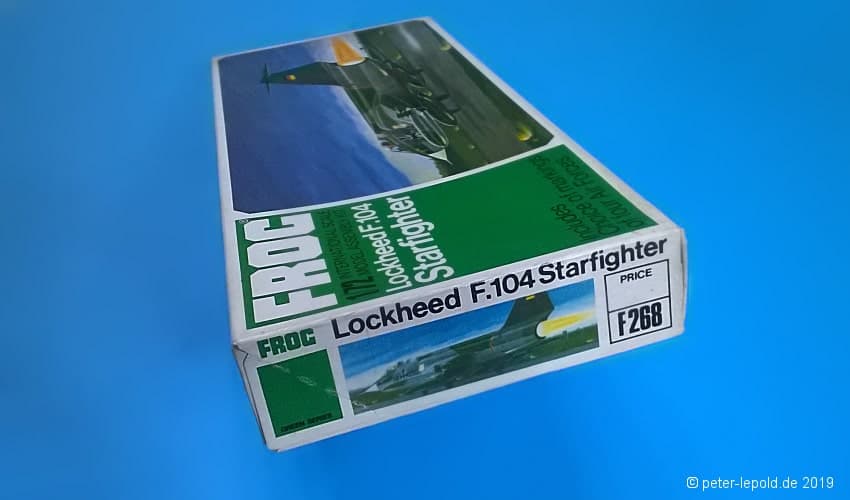 FROG
1/72 INTERNATIONAL SCALE
MODEL ASSEMBLY KIT
Lockheed F.104
Starfighter
Includes
Choice of markings
for four Air Forces
FROG
Lockheed F.104 Starfighter
PRICE
F268
GREEN SERIES
© peter-lepold.de 2019